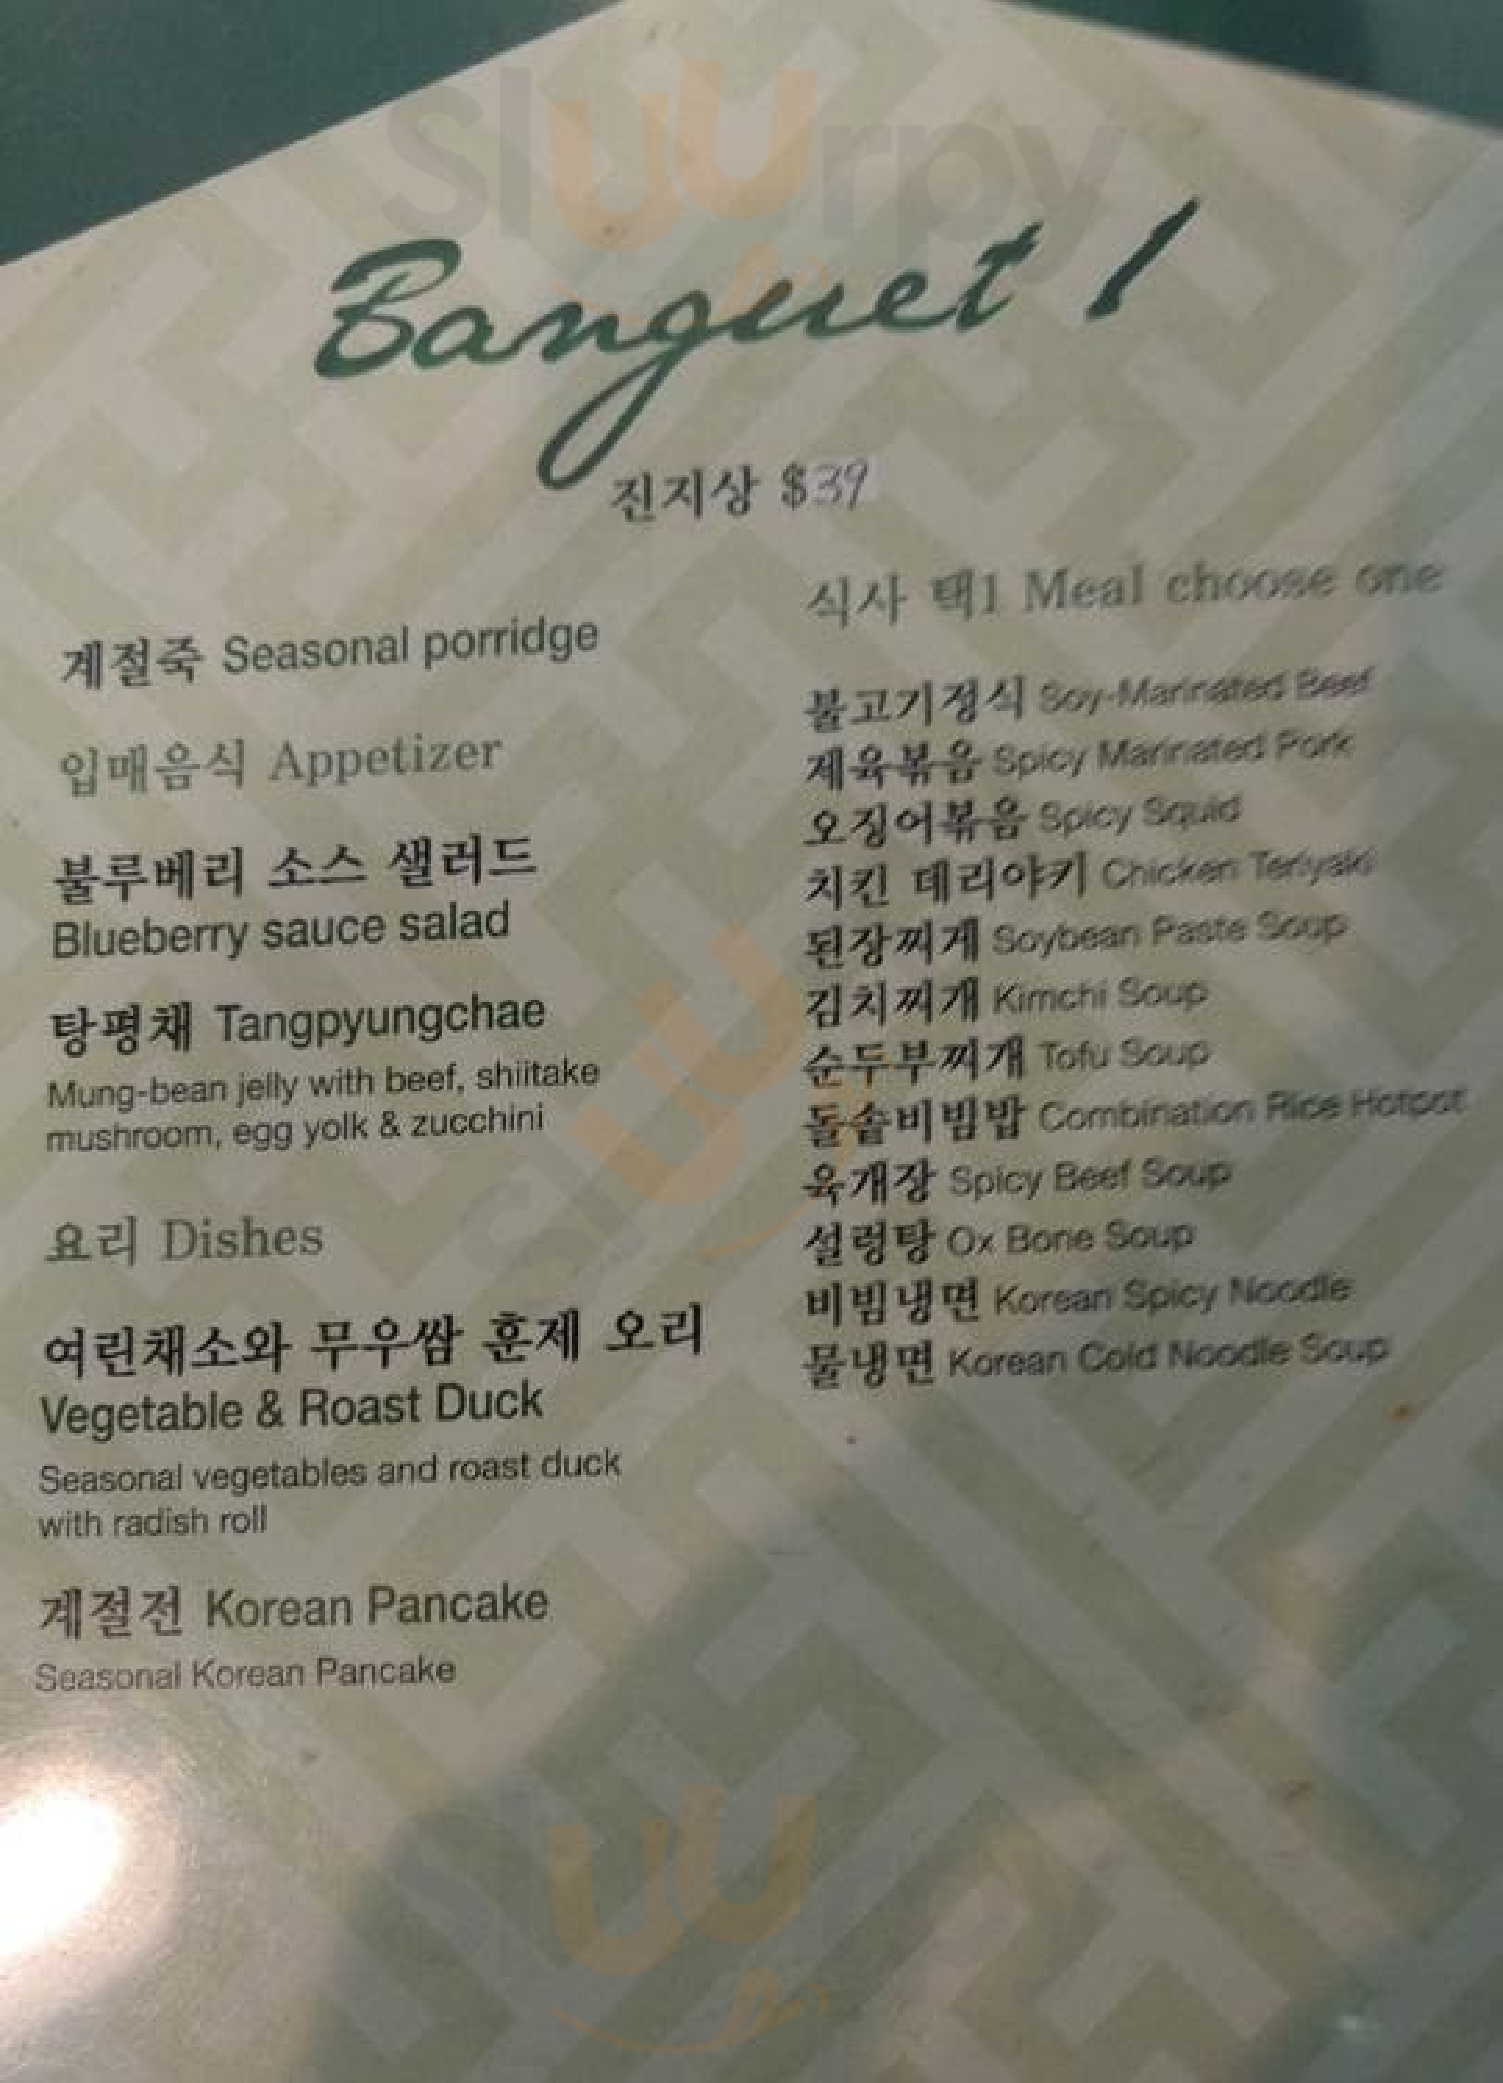 Sluurpy
Banquet 1
진지상 $39
계절죽 Seasonal porridge
입매음식 Appetizer
불루베리 소스 샐러드
Blueberry sauce salad
탕평채 Tangpyungchae
Mung-bean jelly with beef, shiitake
mushroom, egg yolk & zucchini
요리 Dishes
여린채소와 무우쌈 훈제 오리
Vegetable & Roast Duck
Seasonal vegetables and roast duck
with radish roll
계절전 Korean Pancake
Seasonal Korean Pancake
식사 택1 Meal choose one
불고기정식 Soy-Marinated Beef
제육볶음 Spicy Marinated Pork
오징어볶음 Spicy Squid
치킨 데리야키 Chicken Teriyaki
된장찌개 Soybean Paste Soup
김치찌개 Kimchi Soup
순두부찌개 Tofu Soup
돌솥비빔밥 Combination Rice Hotpot
육개장 Spicy Beef Soup
설렁탕 Ox Bone Soup
비빔냉면 Korean Spicy Noodle
물냉면 Korean Cold Noodle Soup
sluurpy
sluurpy